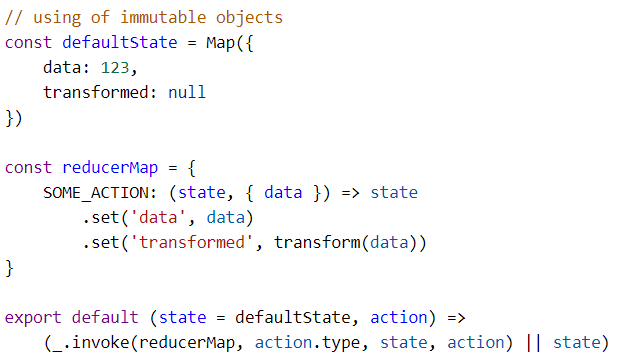 // using of immutable objects
const defaultState = Map({
    data: 123,
    transformed: null
})

const reducerMap = {
    SOME_ACTION: (state, { data }) => state
        .set('data', data)
        .set('transformed', transform(data))
}

export default (state = defaultState, action) =>
    (_.invoke(reducerMap, action.type, state, action) || state)